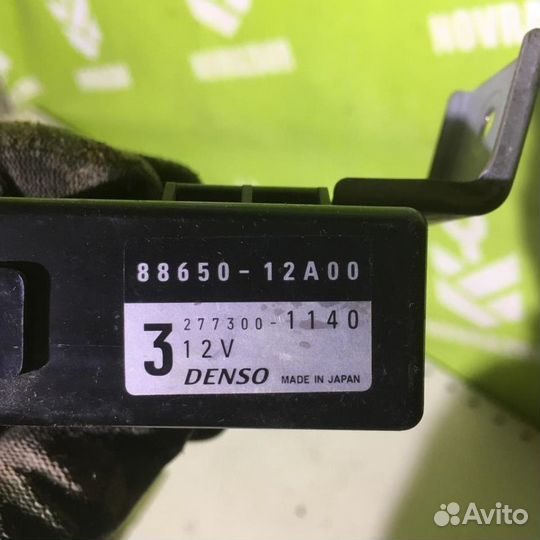 88650-12A00
3
277300-1140
12V
DENSO MADE IN JAPAN
Avito